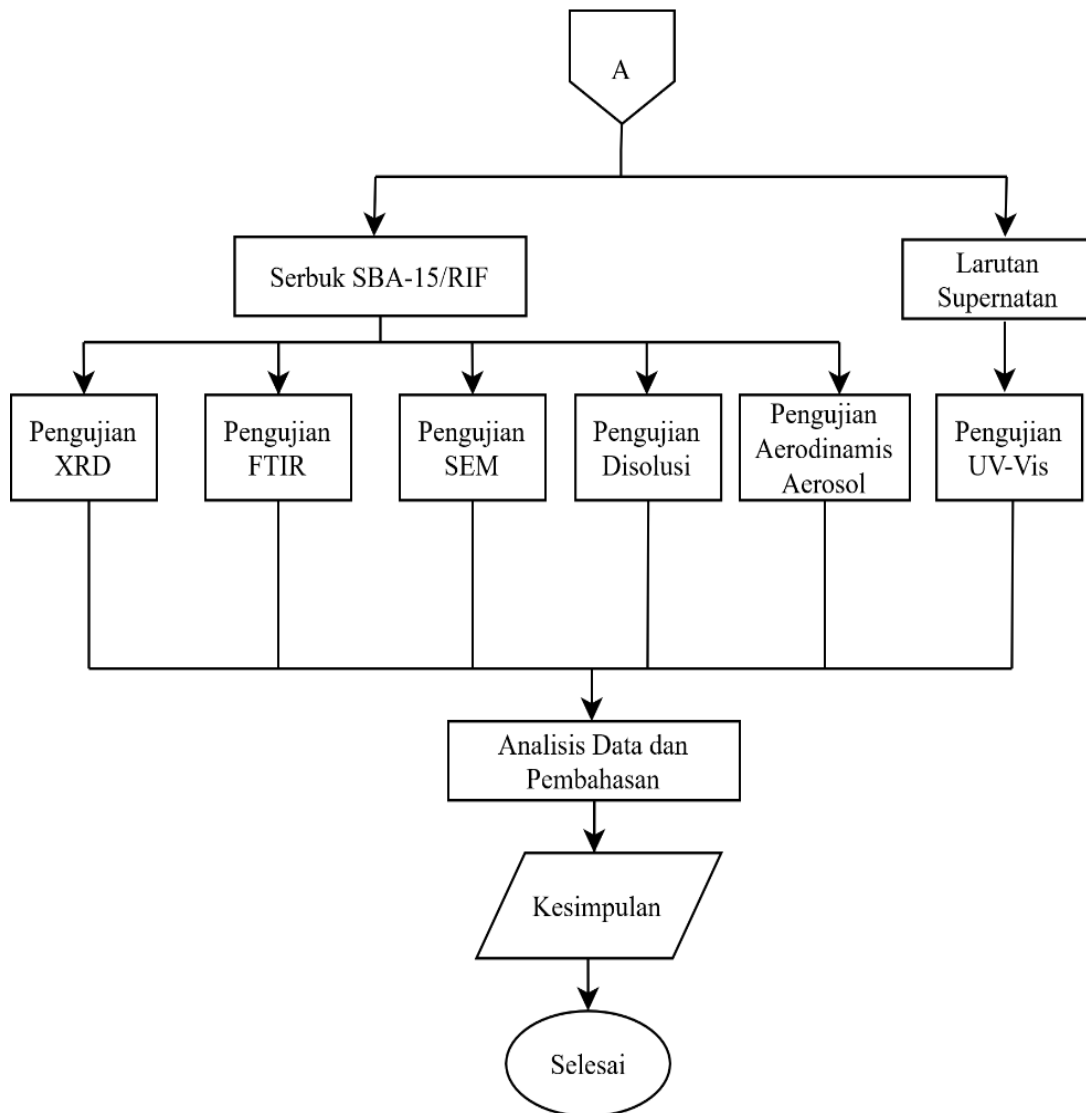 A
Serbuk SBA-15/RIF
Larutan
Supernatan
Pengujian
XRD
Pengujian
FTIR
Pengujian
SEM
Pengujian
Disolusi
Pengujian
Aerodinamis
Aerosol
Pengujian
UV-Vis
Analisis Data dan
Pembahasan
Kesimpulan
Selesai